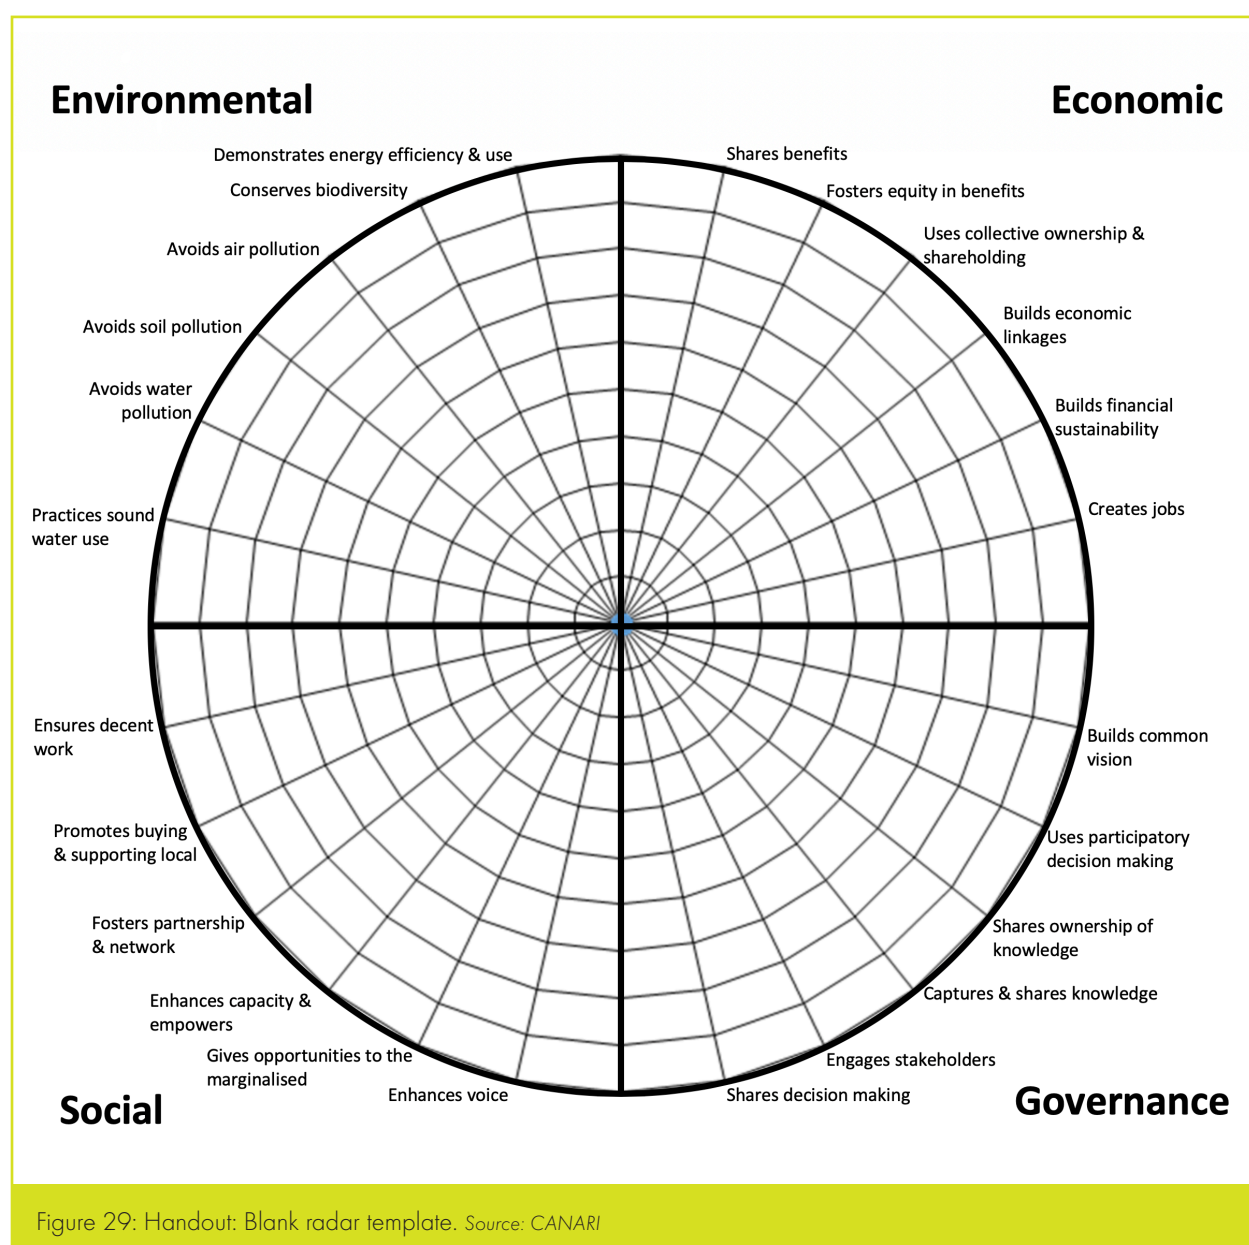 Environmental
Economic
Demonstrates energy efficiency & use
Conserves biodiversity
Avoids air pollution
Avoids soil pollution
Avoids water
pollution
Practices sound
water use
Shares benefits
Fosters equity in benefits
Uses collective ownership &
shareholding
Builds economic
linkages
Builds financial
sustainability
Creates jobs
Ensures decent
work
Promotes buying
& supporting local
Fosters partnership
& network
Enhances capacity &
empowers
Gives opportunities to the
marginalised
Enhances voice
Builds common
vision
Uses participatory
decision making
Shares ownership of
knowledge
Captures & shares knowledge
Engages stakeholders
Shares decision making
Social
Governance
Figure 29: Handout: Blank radar template. Source: CANARI